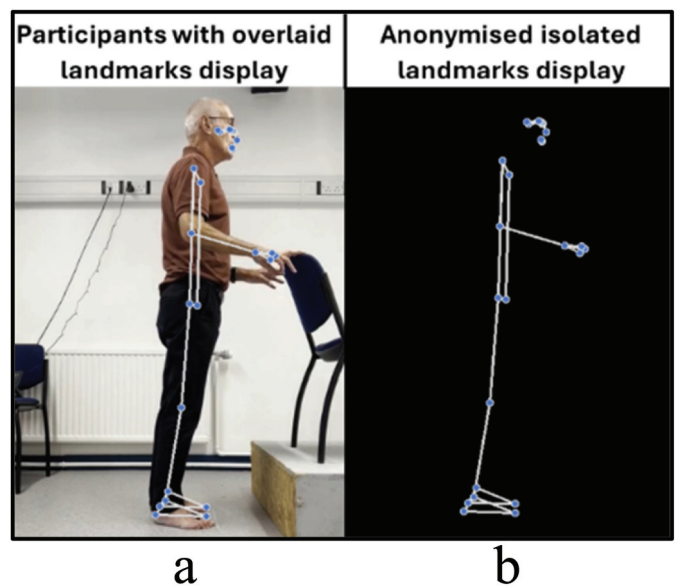 Participants with overlaid
landmarks display
Anonymised isolated
landmarks display
a
b